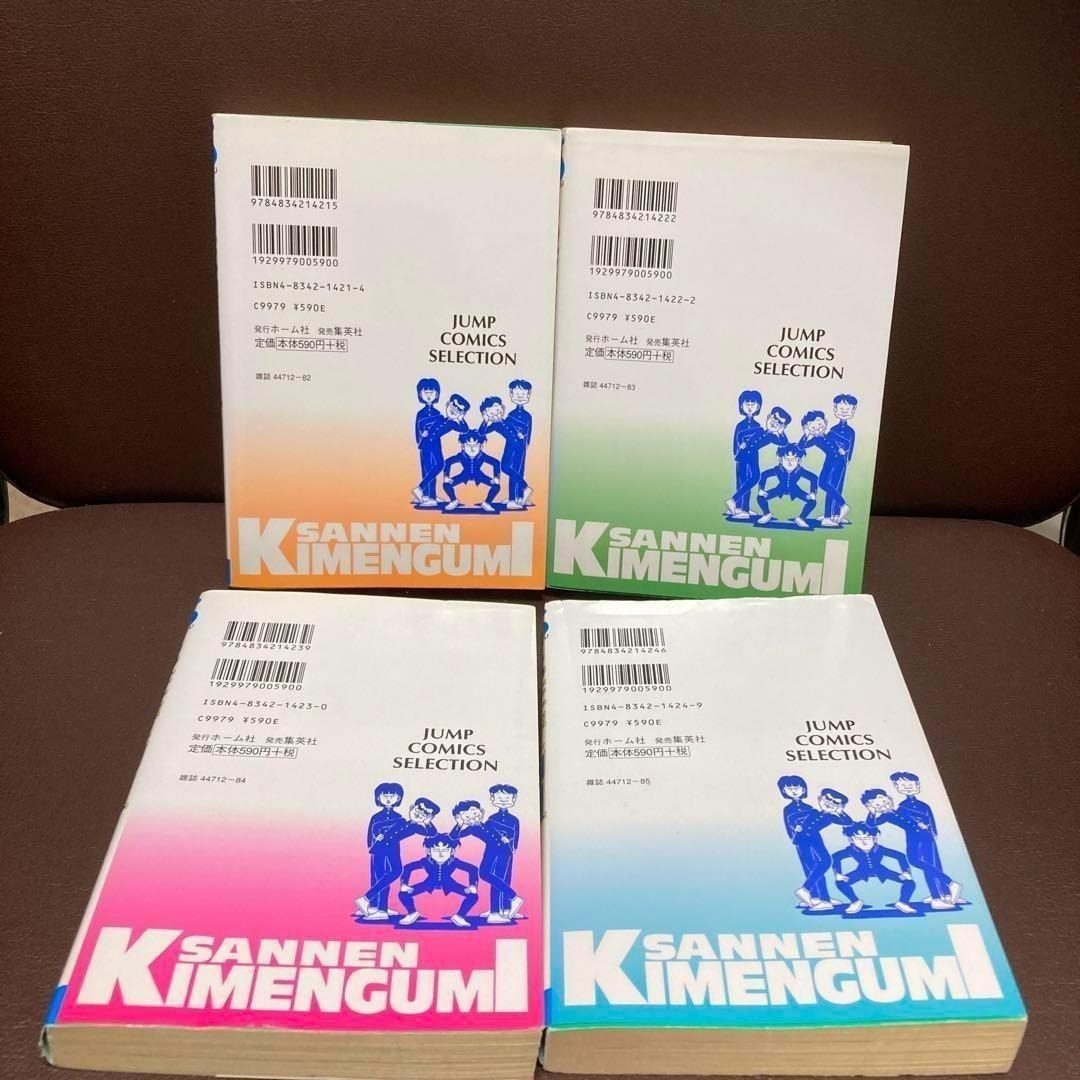 9784834214215
1929979005900
ISBN4-8342-1421-4
C9979 ¥590E
発行ホーム社 発売集英社
定価 本体590円+税
雑誌 44712-82
JUMP
COMICS
SELECTION
SANNEN
KIMENGUMI
9784834214222
1929979005900
ISBN4-8342-1422-2
C9979 ¥590E
発行ホーム社 発売集英社
定価 本体590円+税
雑誌 44712-83
JUMP
COMICS
SELECTION
SANNEN
KIMENGUMI
9784834214239
1929979005900
ISBN4-8342-1423-0
C9979 ¥590E
発行ホーム社 発売集英社
定価 本体590円+税
雑誌 44712-84
JUMP
COMICS
SELECTION
SANNEN
KIMENGUMI
9784834214246
1929979005900
ISBN4-8342-1424-9
C9979 ¥590E
発行ホーム社 発売集英社
定価 本体590円+税
雑誌 44712-85
JUMP
COMICS
SELECTION
SANNEN
KIMENGUMI